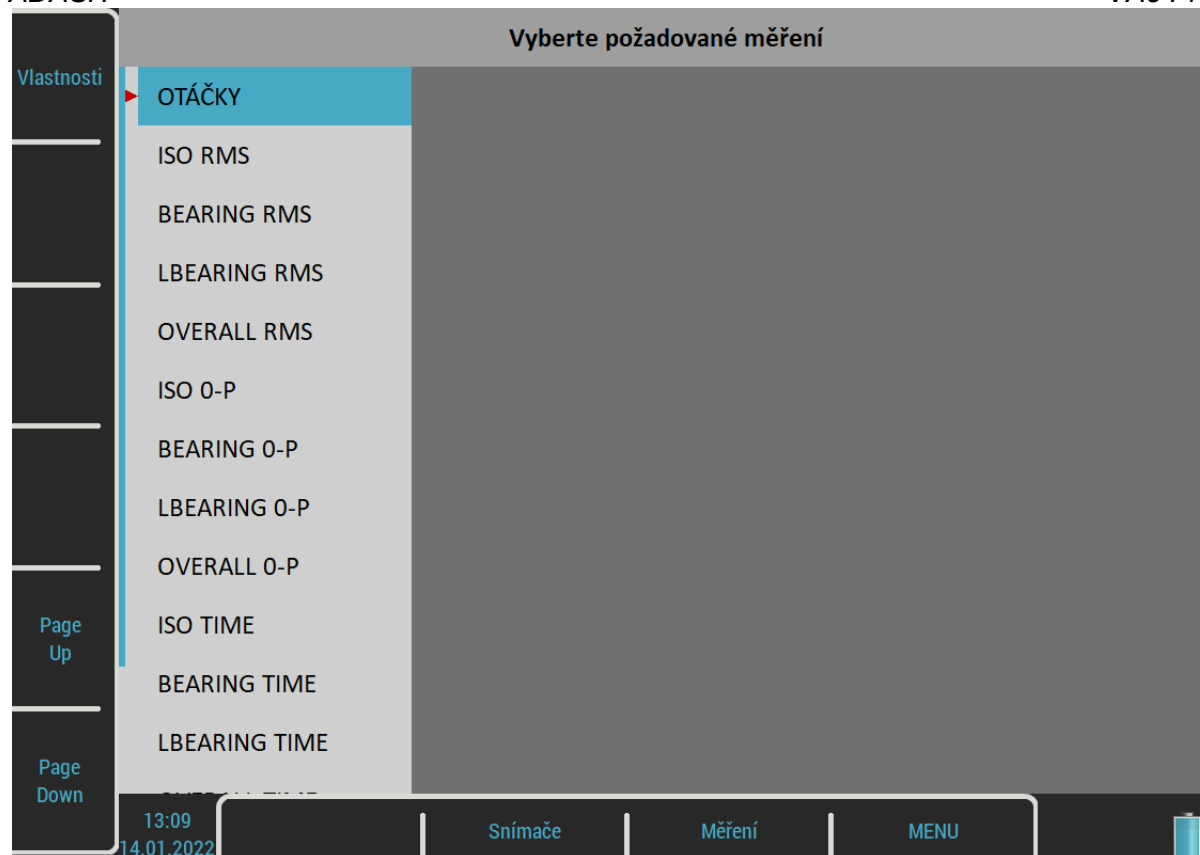 Vyberte požadované měření
Vlastnosti
OTÁČKY
ISO RMS
BEARING RMS
LBEARING RMS
OVERALL RMS
ISO 0-P
BEARING 0-P
LBEARING 0-P
OVERALL 0-P
ISO TIME
BEARING TIME
LBEARING TIME
Page
Up
Page
Down
13:09
14.01.2022
Snímače
Měření
MENU